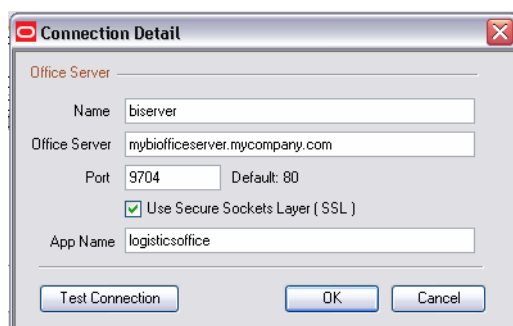 Connection Detail
Office Server
Name biserver
Office Server mybiofficeserver.mycompany.com
Port 9704 Default: 80
Use Secure Sockets Layer ( SSL )
App Name logisticsoffice
Test Connection OK Cancel